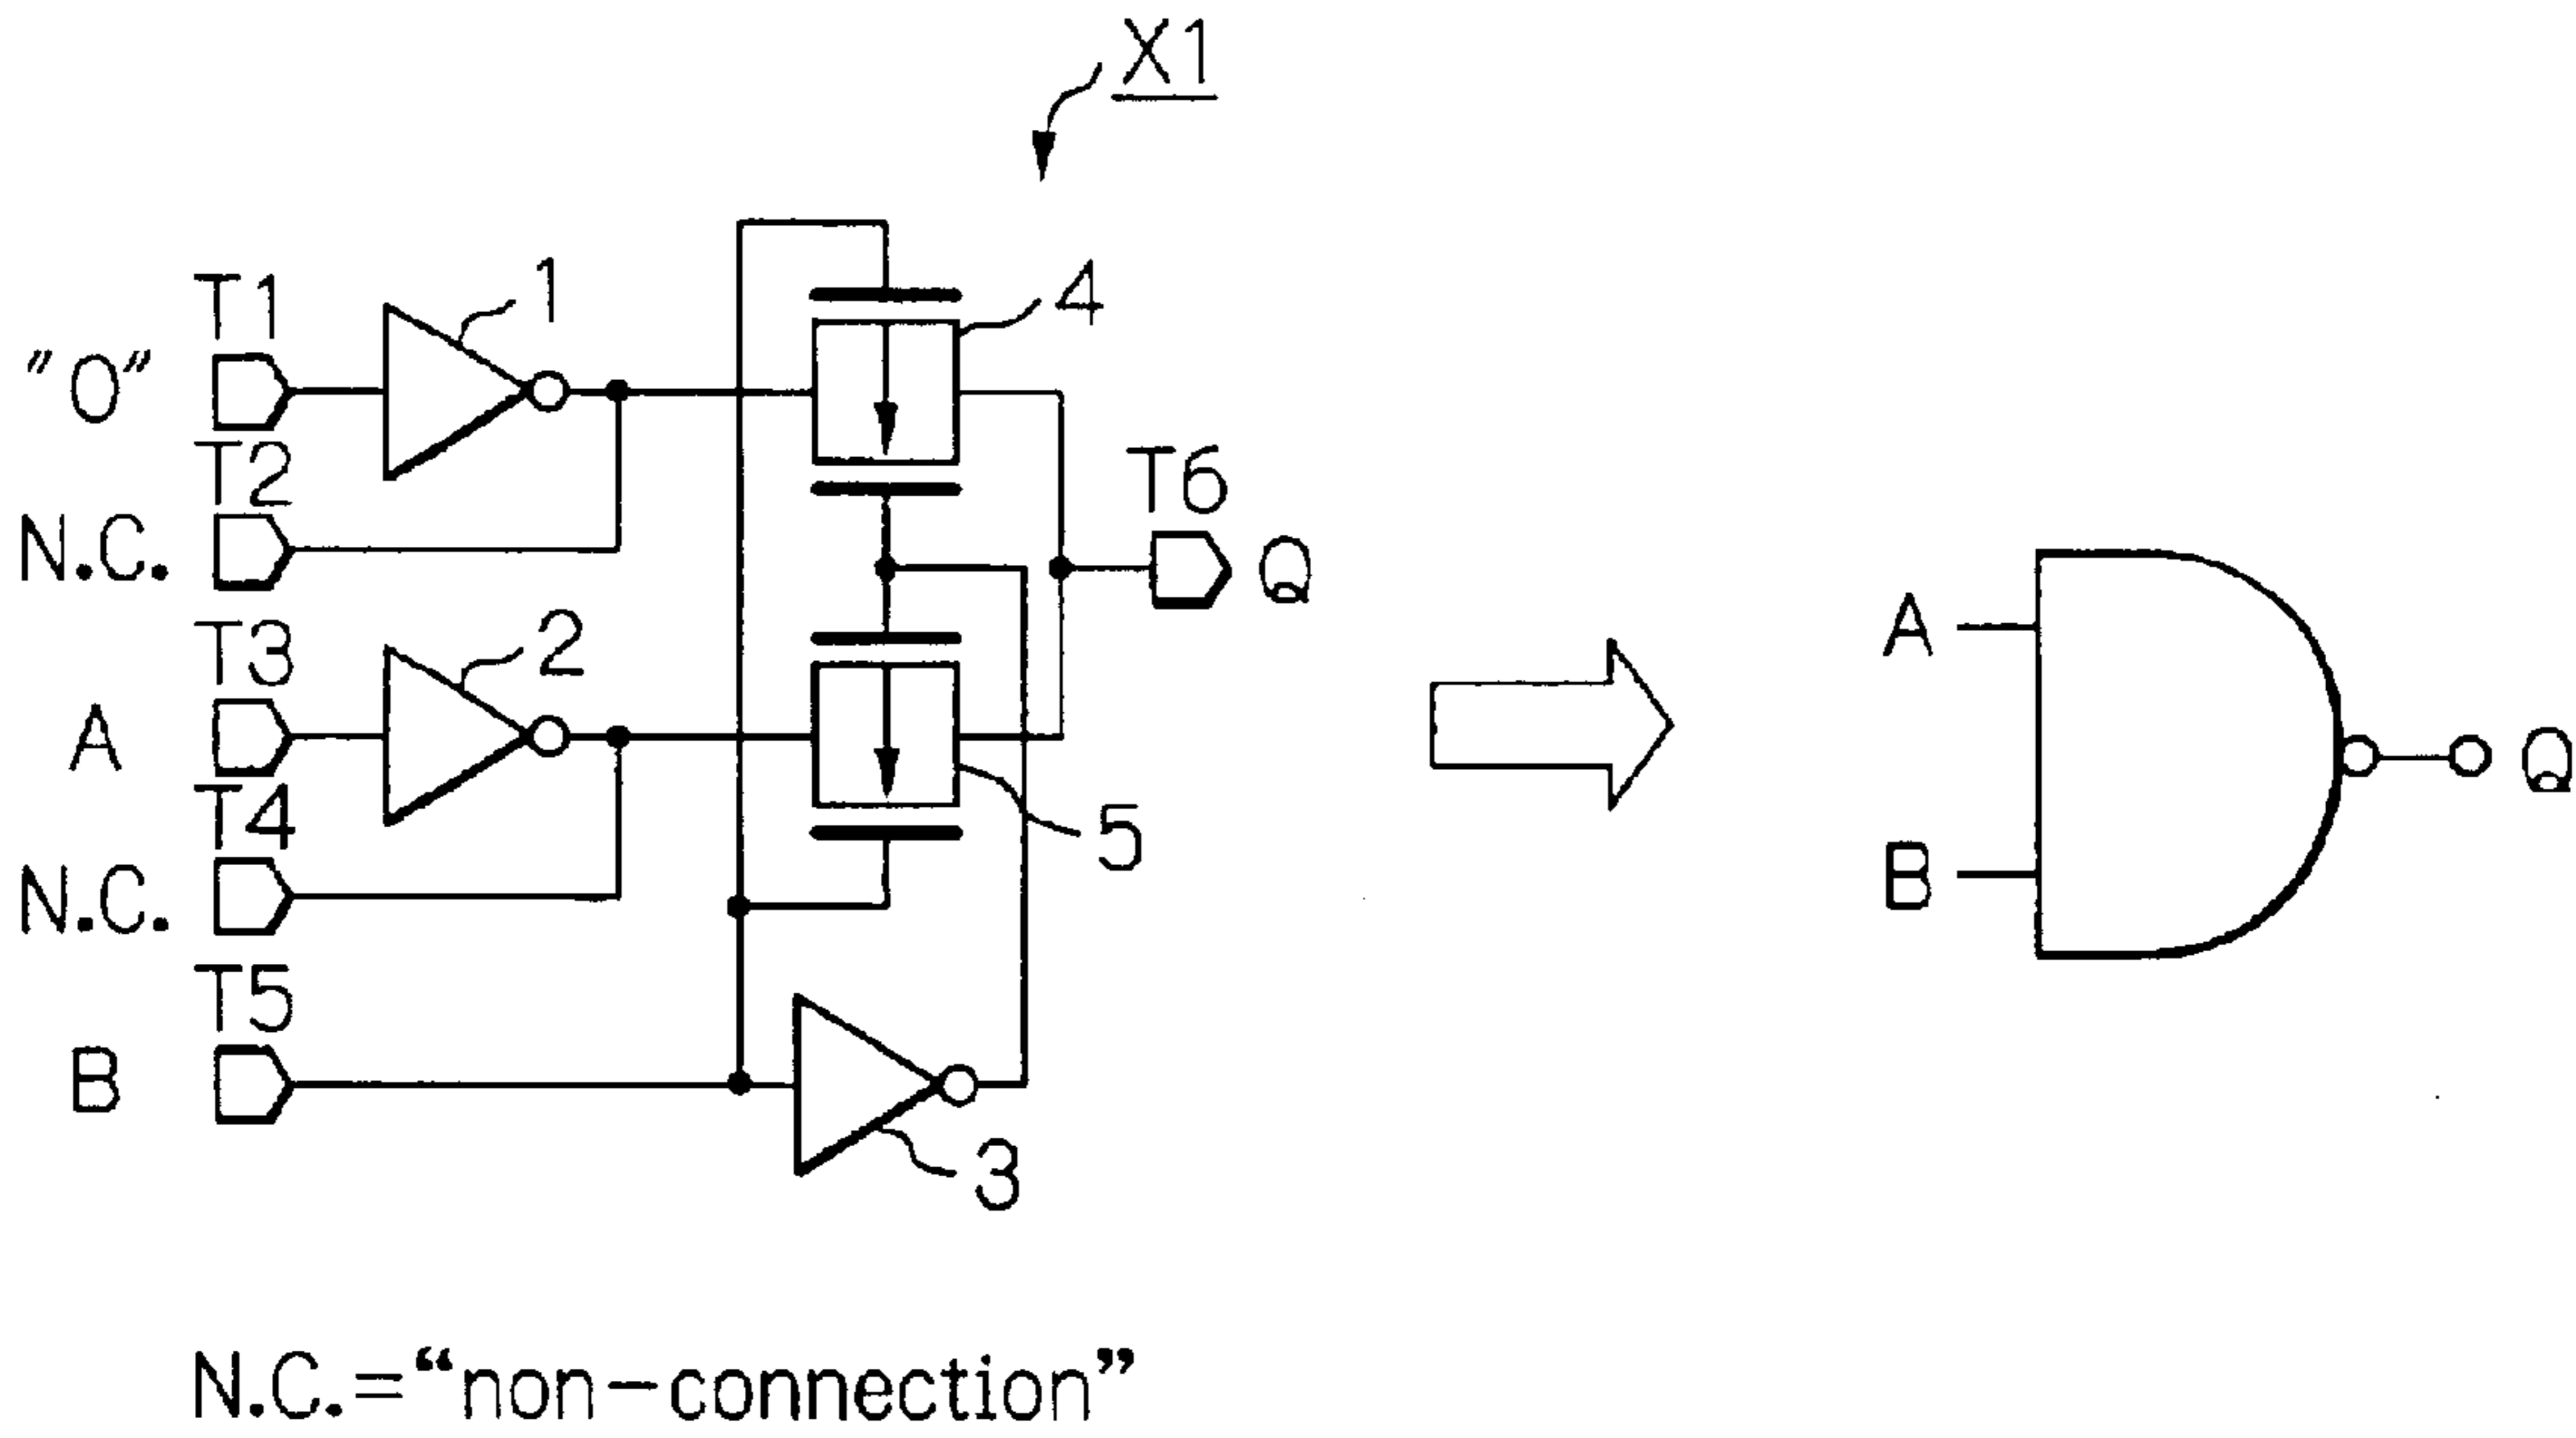 X1
T1
1
4
"0"
T2
T6
N.C.
Q
T3
2
A
A
T4
5
Q
N.C.
B
T5
B
3
N.C.="non-connection"